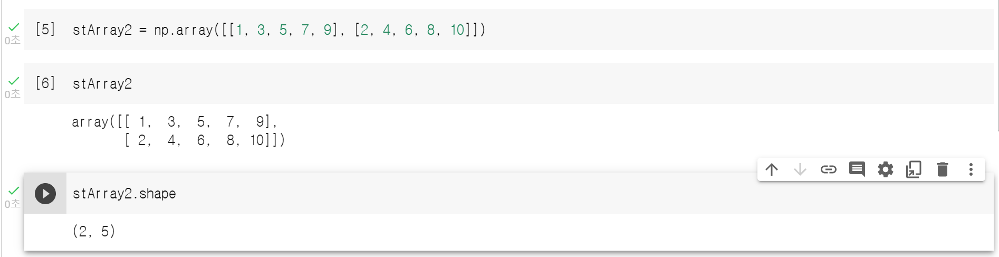 [5] stArray2 = np.array([[1, 3, 5, 7, 9], [2, 4, 6, 8, 10]])
0초
[6] stArray2
0초
array([[ 1,  3,  5,  7,  9],
       [ 2,  4,  6,  8, 10]])
stArray2.shape
0초
(2, 5)